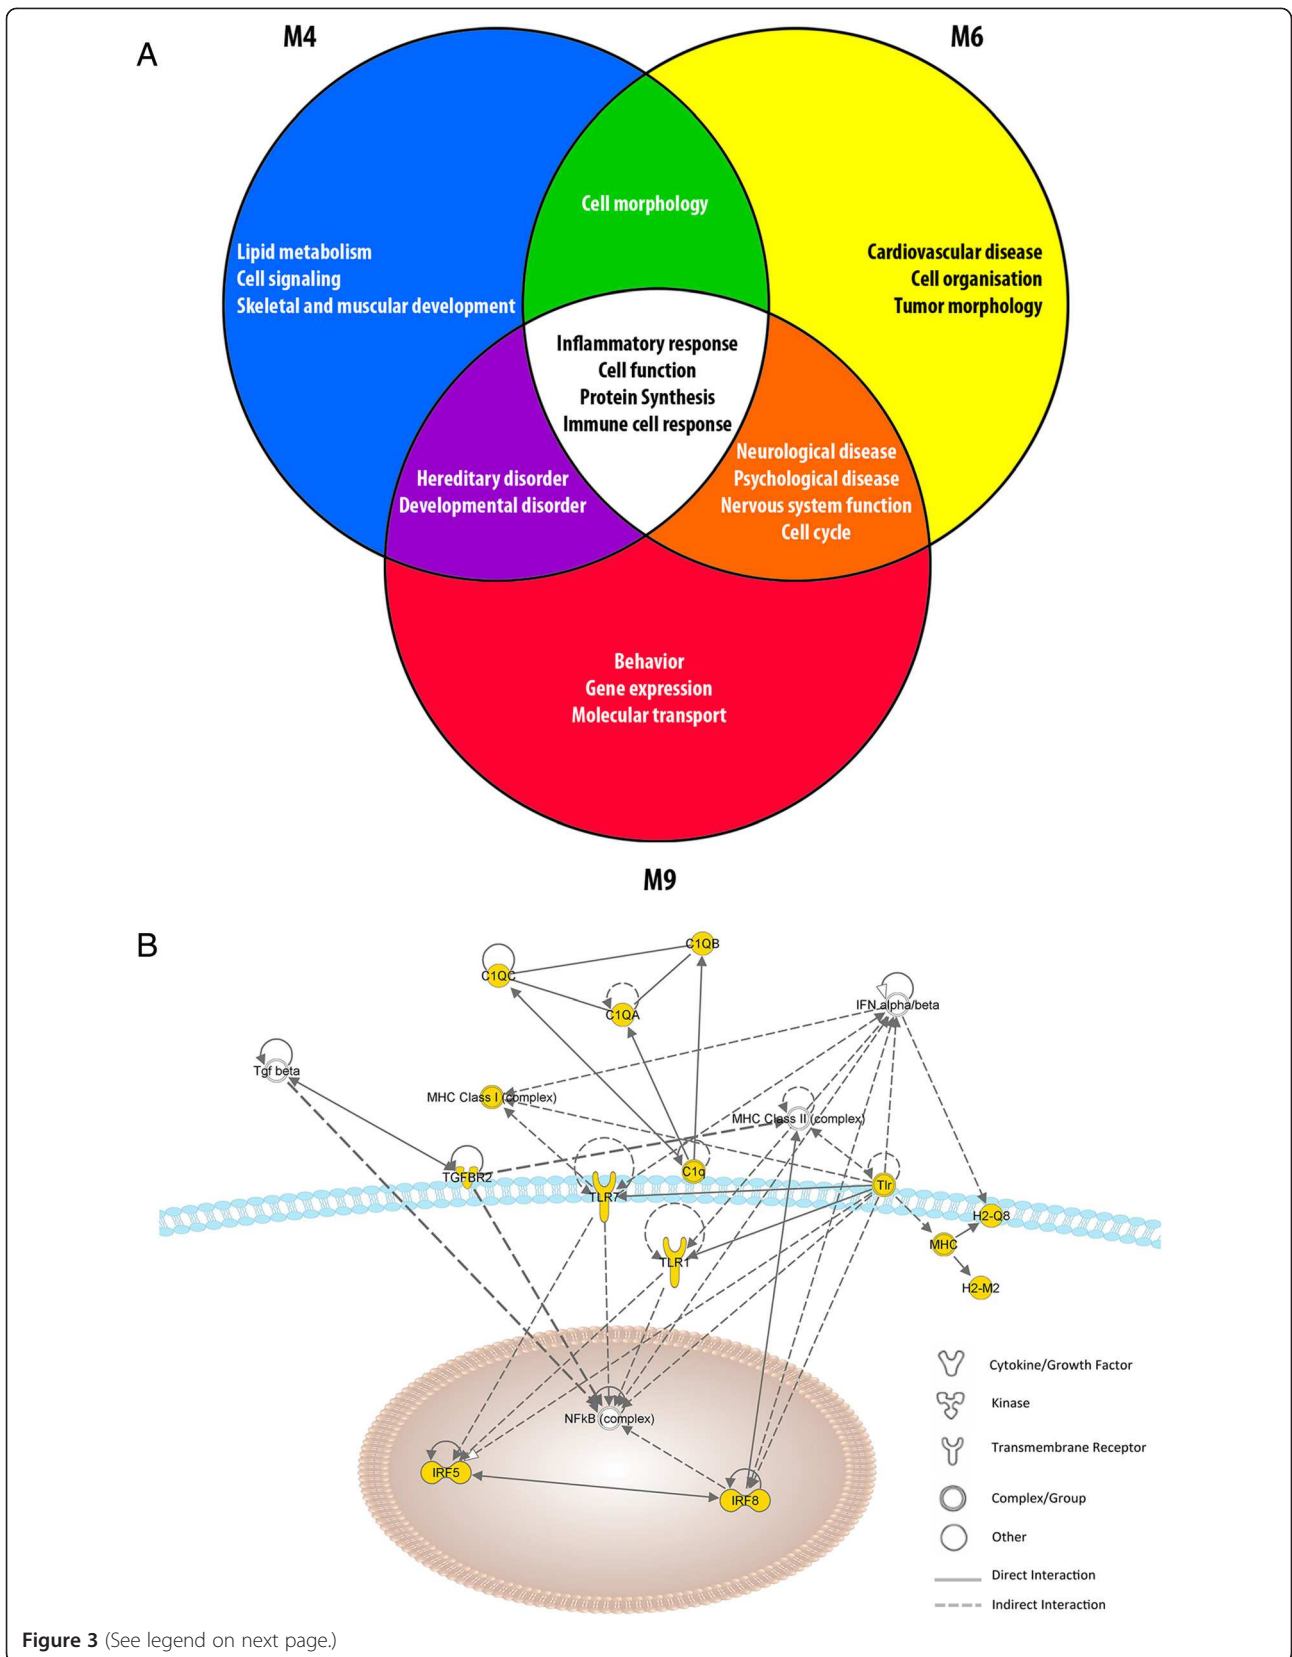 A
M4
M6
Cell morphology
Lipid metabolism
Cell signaling
Skeletal and muscular development
Cardiovascular disease
Cell organisation
Tumor morphology
Inflammatory response
Cell function
Protein Synthesis
Immune cell response
Hereditary disorder
Developmental disorder
Neurological disease
Psychological disease
Nervous system function
Cell cycle
Behavior
Gene expression
Molecular transport
M9
B
C1QB
C1QC
C1QA
IFN alpha/beta
Tgf beta
MHC Class I (complex)
MHC Class II (complex)
TGFBR2
C1q
TLR7
Tlr
H2-Q8
MHC
TLR1
H2-M2
NFkB (complex)
IRF5
IRF8
Cytokine/Growth Factor
Kinase
Transmembrane Receptor
Complex/Group
Other
Direct Interaction
Indirect Interaction
Figure 3 (See legend on next page.)